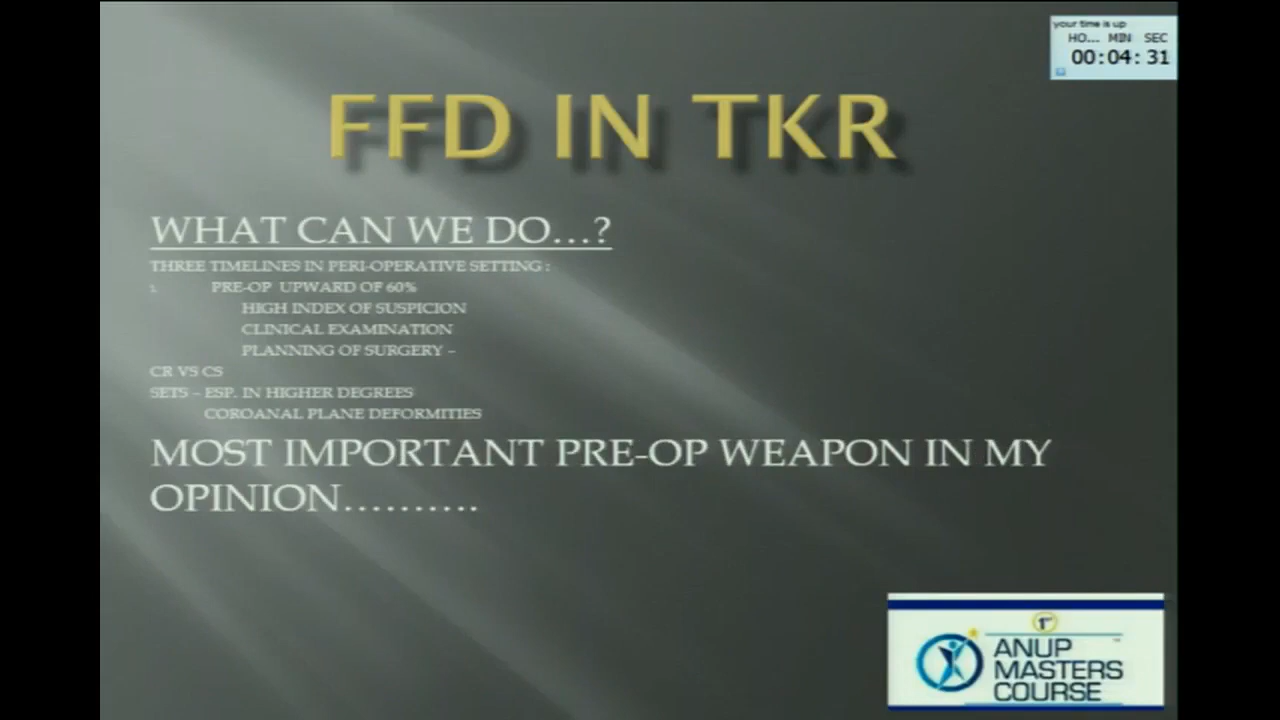 your time is up
HO... MIN SEC
00:04:31
FFD IN TKR
WHAT CAN WE DO...?
THREE TIMELINES IN PERI-OPERATIVE SETTING :
1. PRE-OP UPWARD OF 60%
HIGH INDEX OF SUSPICION
CLINICAL EXAMINATION
PLANNING OF SURGERY –
CR VS CS
SETS – ESP. IN HIGHER DEGREES
COROANAL PLANE DEFORMITIES
MOST IMPORTANT PRE-OP WEAPON IN MY
OPINION..........
1st
ANUP
MASTERS
COURSE